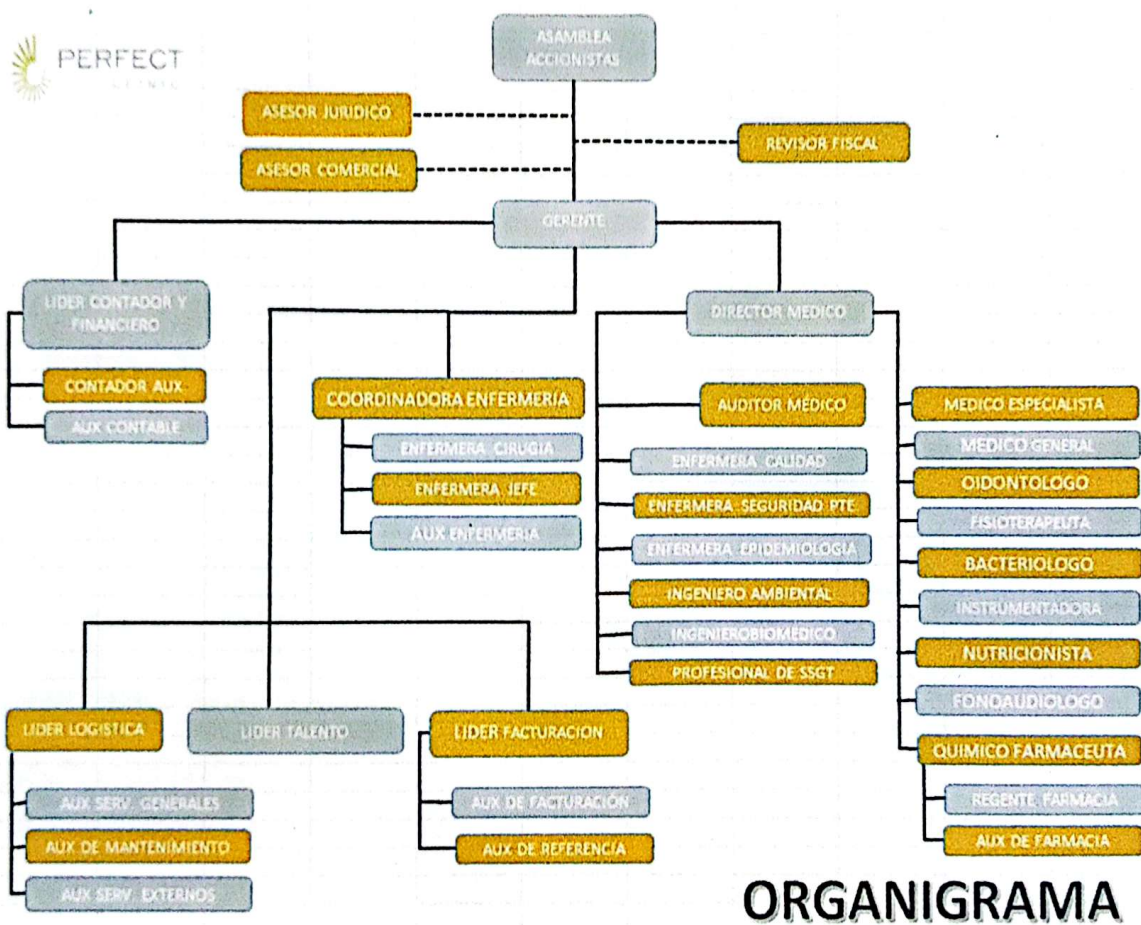 PERFECT
CLINIC
ASAMBLEA
ACCIONISTAS
ASESOR JURIDICO
REVISOR FISCAL
ASESOR COMERCIAL
GERENTE
LIDER CONTADOR Y
FINANCIERO
CONTADOR AUX
AUX CONTABLE
COORDINADORA ENFERMERIA
ENFERMERA CIRUGIA
ENFERMERA JEFE
AUX ENFERMERIA
DIRECTOR MEDICO
AUDITOR MÉDICO
ENFERMERA CALIDAD
ENFERMERA SEGURIDAD PTE
ENFERMERA EPIDEMIOLOGIA
INGENIERO AMBIENTAL
INGENIEROBIOMÉDICO
PROFESIONAL DE SSGT
MEDICO ESPECIALISTA
MEDICO GENERAL
OIDONTOLOGO
FISIOTERAPEUTA
BACTERIOLOGO
INSTRUMENTADORA
NUTRICIONISTA
FONOAUDIOLOGO
QUIMICO FARMACEUTA
REGENTE FARMACIA
AUX DE FARMACIA
LIDER LOGISTICA
AUX SERV. GENERALES
AUX DE MANTENIMIENTO
AUX SERV. EXTERNOS
LIDER TALENTO
LIDER FACTURACION
AUX DE FACTURACIÓN
AUX DE REFERENCIA
ORGANIGRAMA